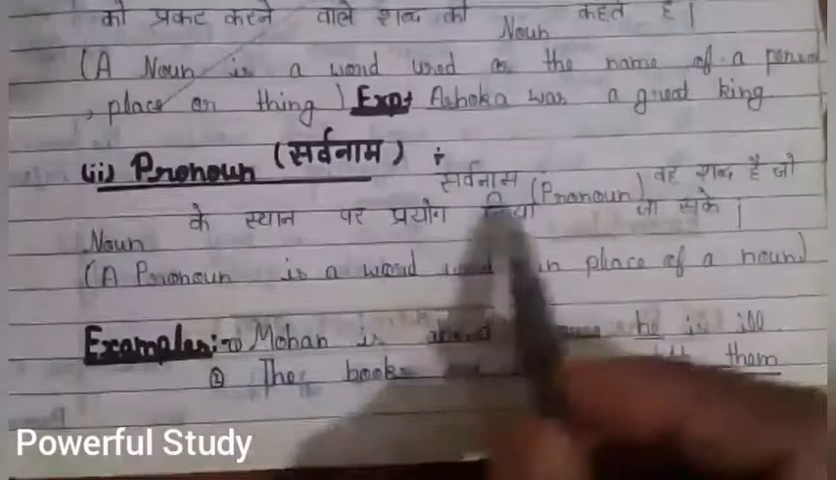 को प्रकट करने वाले शब्द को Noun कहते है|
(A Noun is a word used as the name of a person
, place or thing) Exp: Ashoka was a great king
(ii) Pronoun (सर्वनाम) ÷
सर्वनाम (Pronoun) वह शब्द है जो
Noun के स्थान पर प्रयोग किया जा सके |
(A Pronoun is a word used in place of a noun)
Examples:- ① Mohan is he is ill
② The books them
Powerful Study